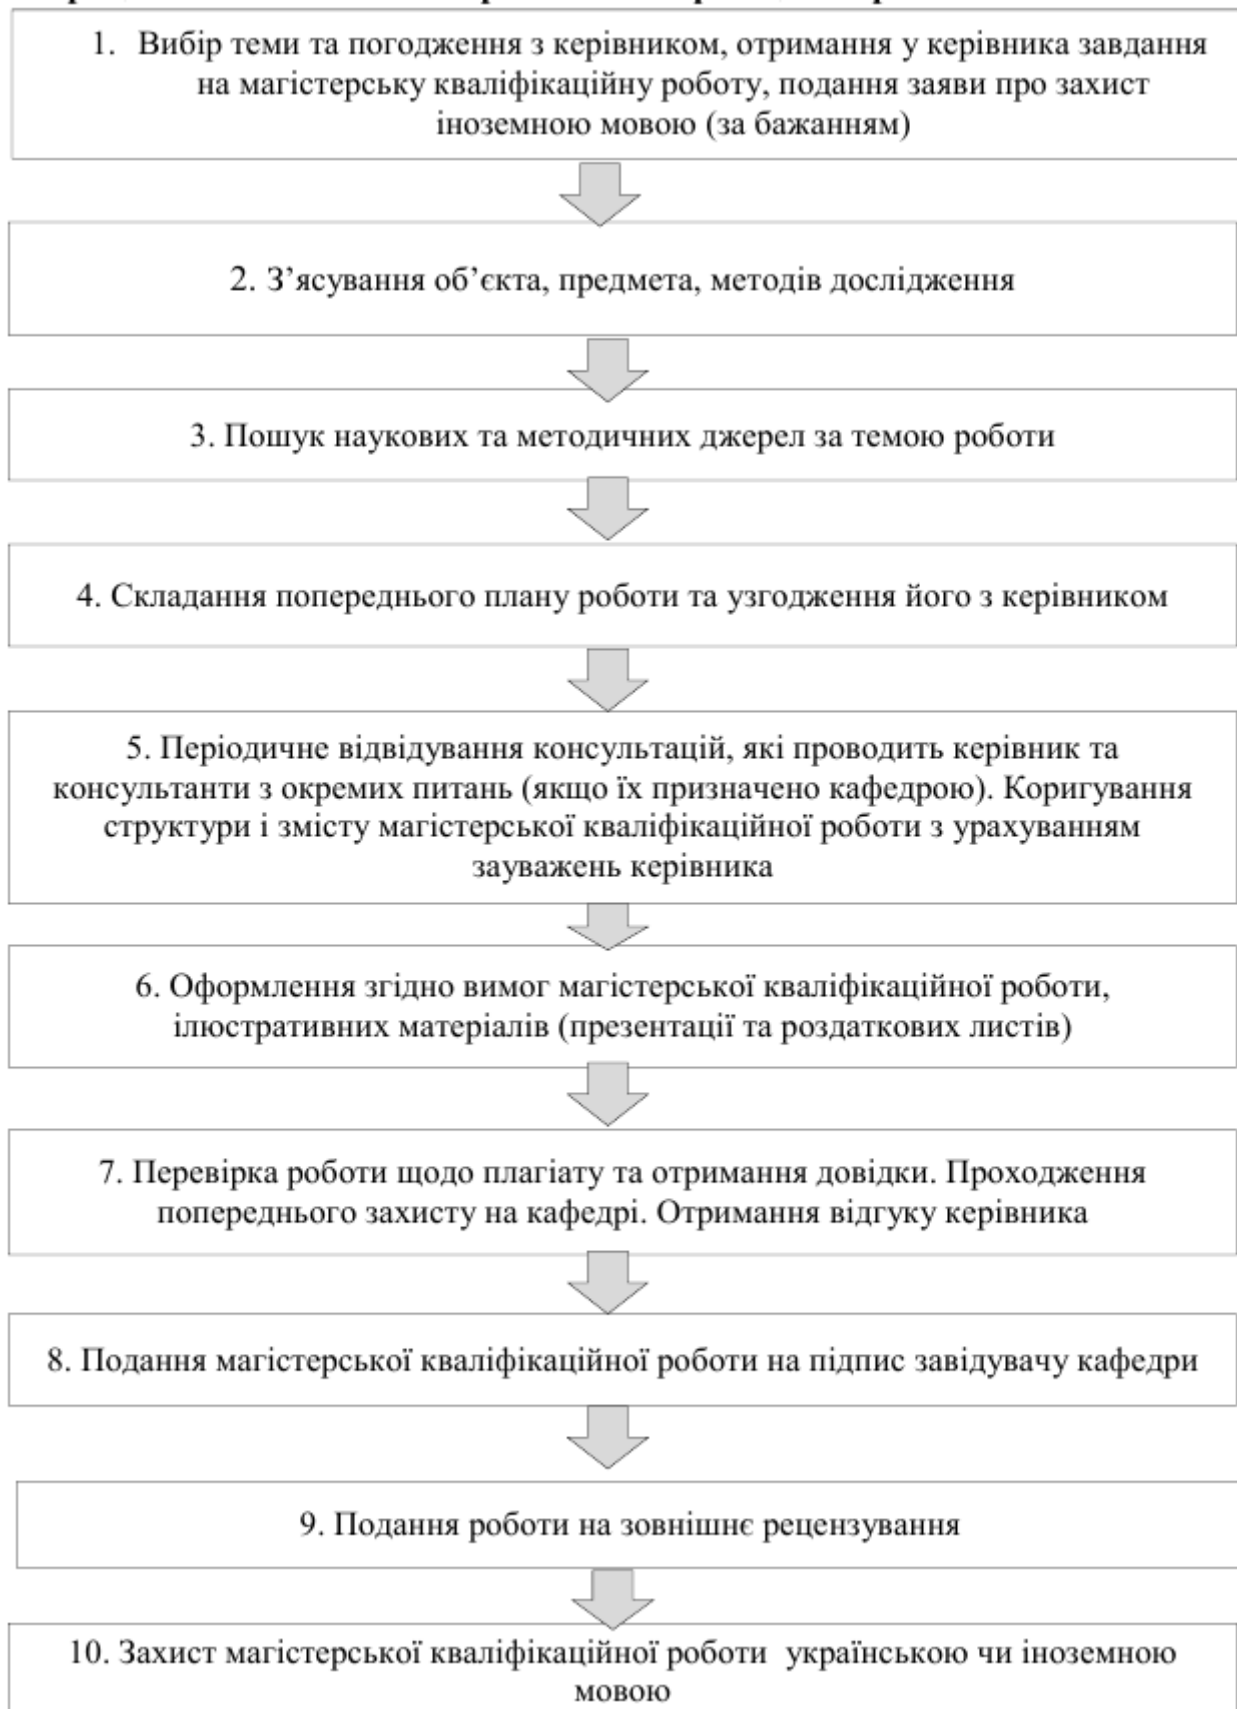 1. Вибір теми та погодження з керівником, отримання у керівника завдання
на магістерську кваліфікаційну роботу, подання заяви про захист
іноземною мовою (за бажанням)
2. З’ясування об’єкта, предмета, методів дослідження
3. Пошук наукових та методичних джерел за темою роботи
4. Складання попереднього плану роботи та узгодження його з керівником
5. Періодичне відвідування консультацій, які проводить керівник та
консультанти з окремих питань (якщо їх призначено кафедрою). Коригування
структури і змісту магістерської кваліфікаційної роботи з урахуванням
зауважень керівника
6. Оформлення згідно вимог магістерської кваліфікаційної роботи,
ілюстративних матеріалів (презентації та роздаткових листів)
7. Перевірка роботи щодо плагіату та отримання довідки. Проходження
попереднього захисту на кафедрі. Отримання відгуку керівника
8. Подання магістерської кваліфікаційної роботи на підпис завідувачу кафедри
9. Подання роботи на зовнішнє рецензування
10. Захист магістерської кваліфікаційної роботи українською чи іноземною
мовою